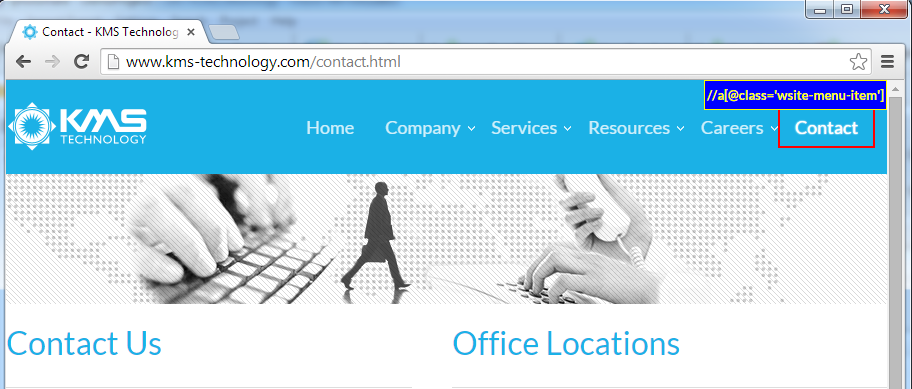 Contact - KMS Technolog
www.kms-technology.com/contact.html
//a[@class='wsite-menu-item']
KMS
TECHNOLOGY
Home Company Services Resources Careers Contact
Contact Us
Office Locations